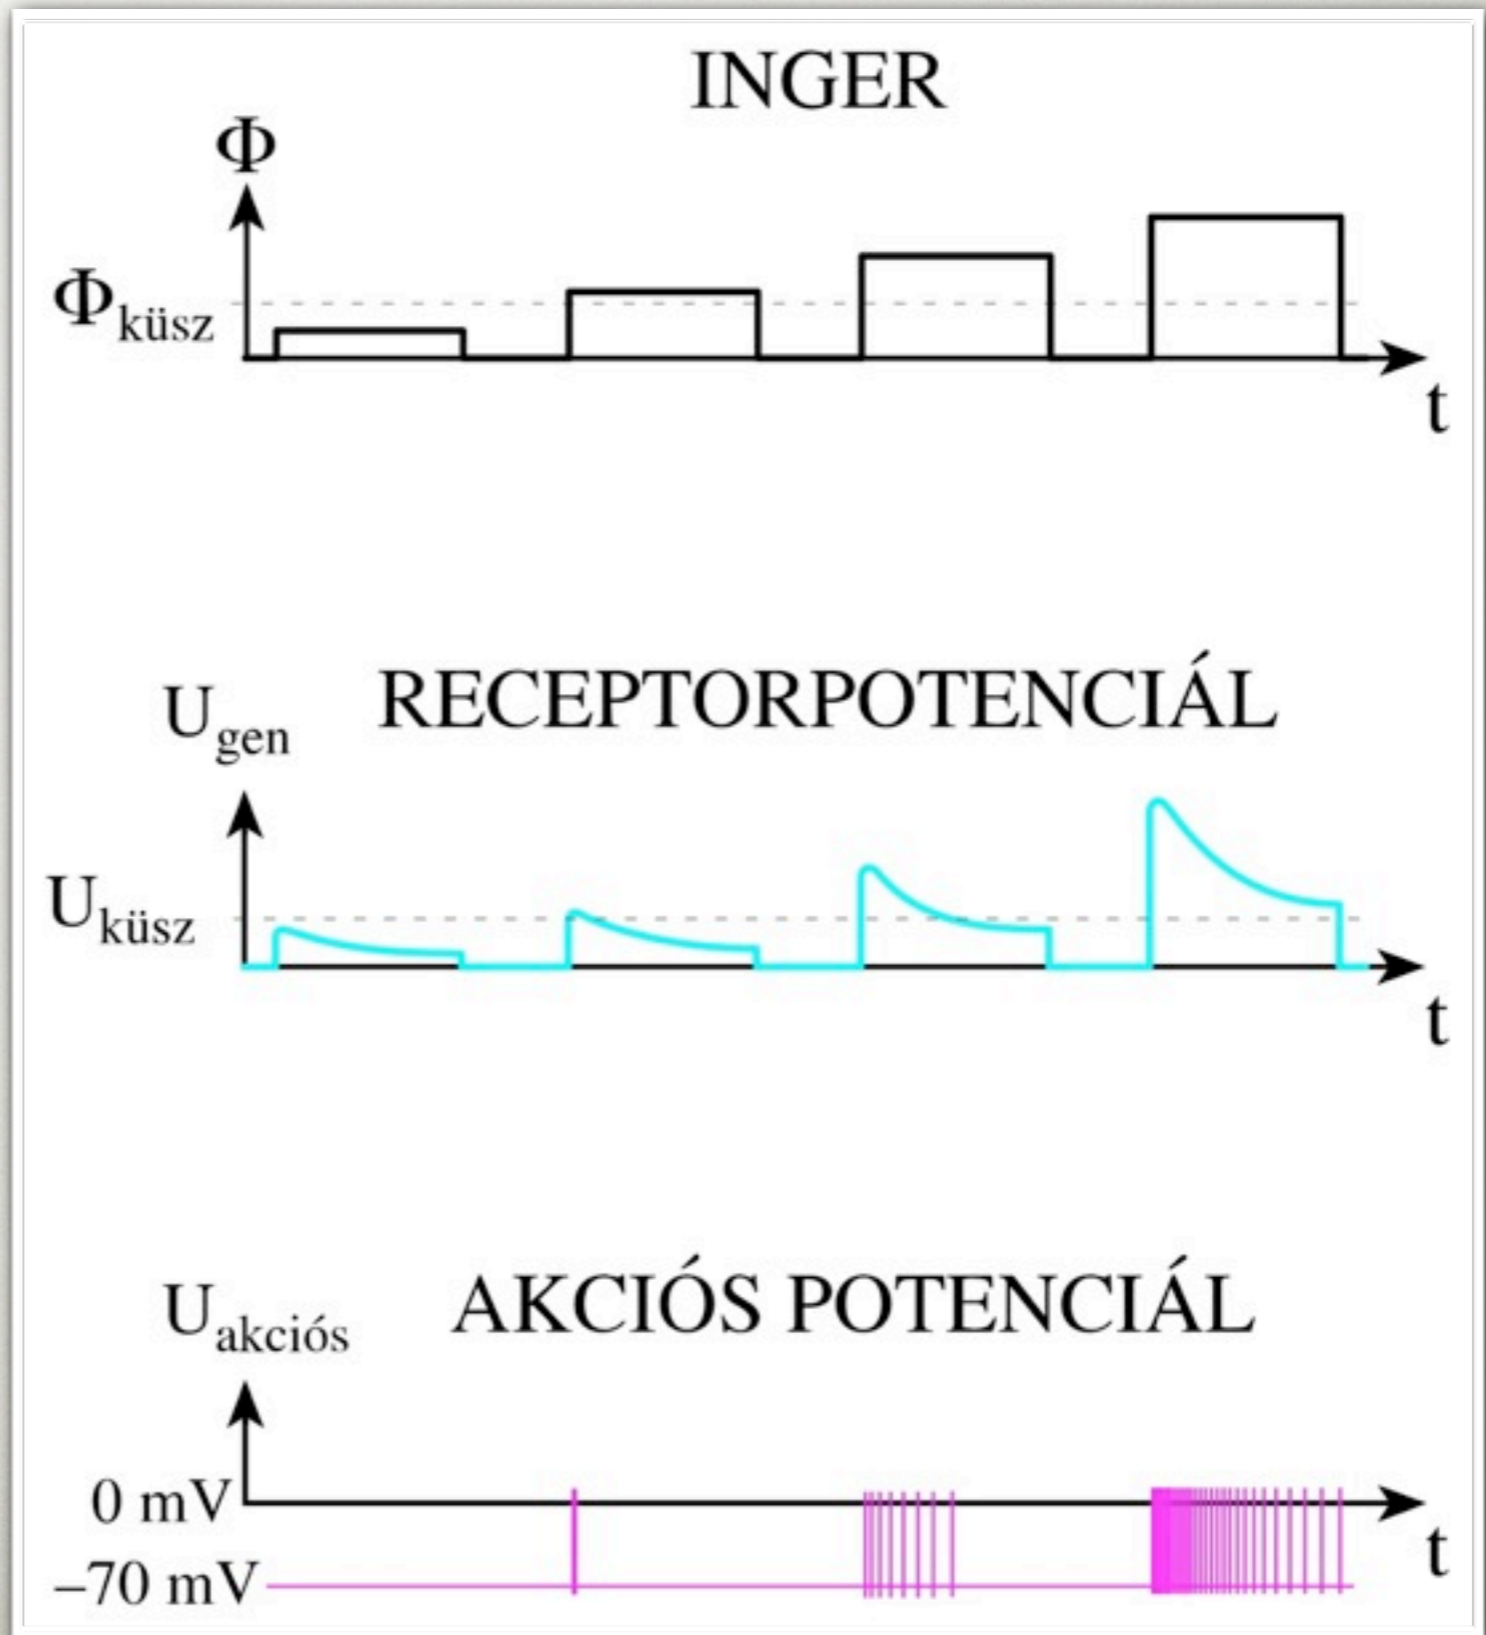 INGER
Φ
Φküsz
t
Ugen
RECEPTORPOTENCIÁL
Uküsz
t
Uakciós
AKCIÓS POTENCIÁL
0 mV
t
–70 mV